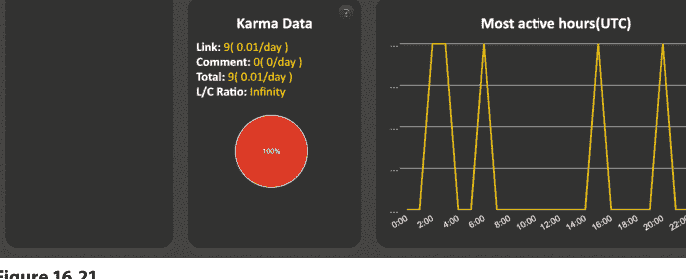 Karma Data
?
Link: 9( 0.01/day )
Comment: 0( 0/day )
Total: 9( 0.01/day )
L/C Ratio: Infinity
100%
Most active hours(UTC)
...
...
...
...
...
0:00 2:00 4:00 6:00 8:00 10:00 12:00 14:00 16:00 18:00 20:00 22:00
Figure 16.21